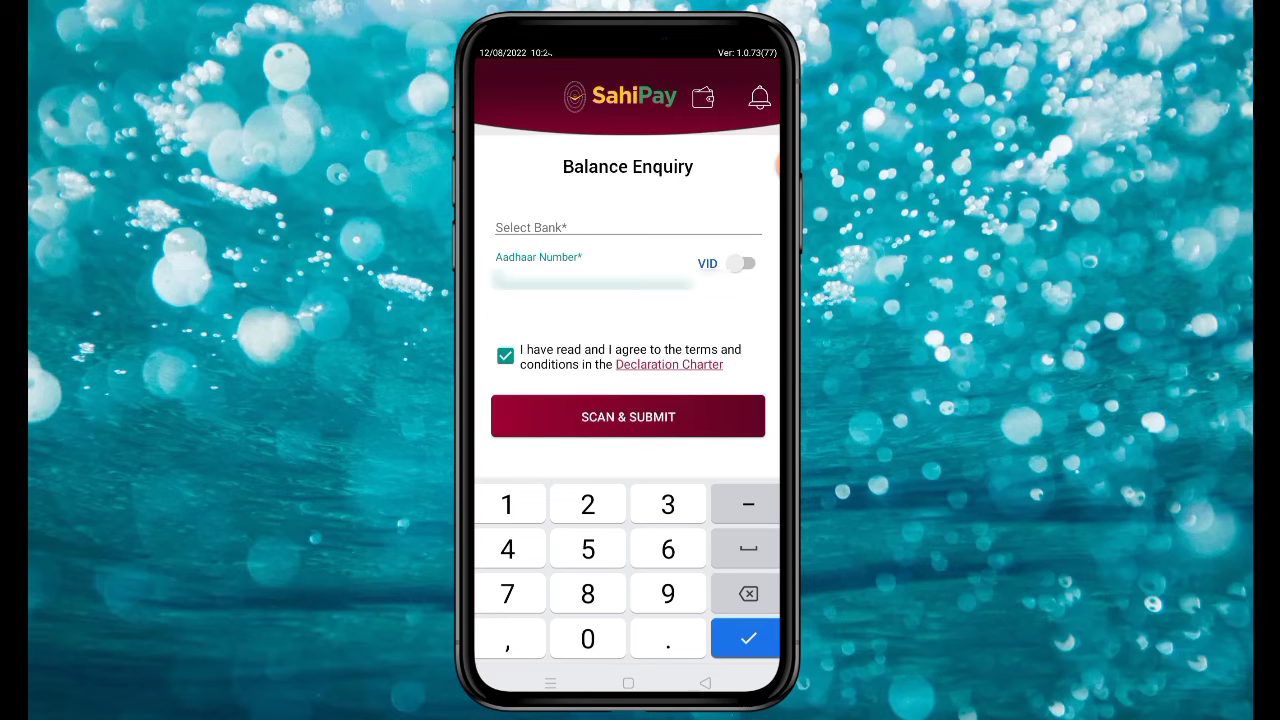 12/08/2022 10:2
Ver: 1.0.73(77)
SahiPay
Balance Enquiry
Select Bank*
Aadhaar Number*
VID
I have read and I agree to the terms and
conditions in the Declaration Charter
SCAN & SUBMIT
1 2 3 -
4 5 6
7 8 9
, 0 .